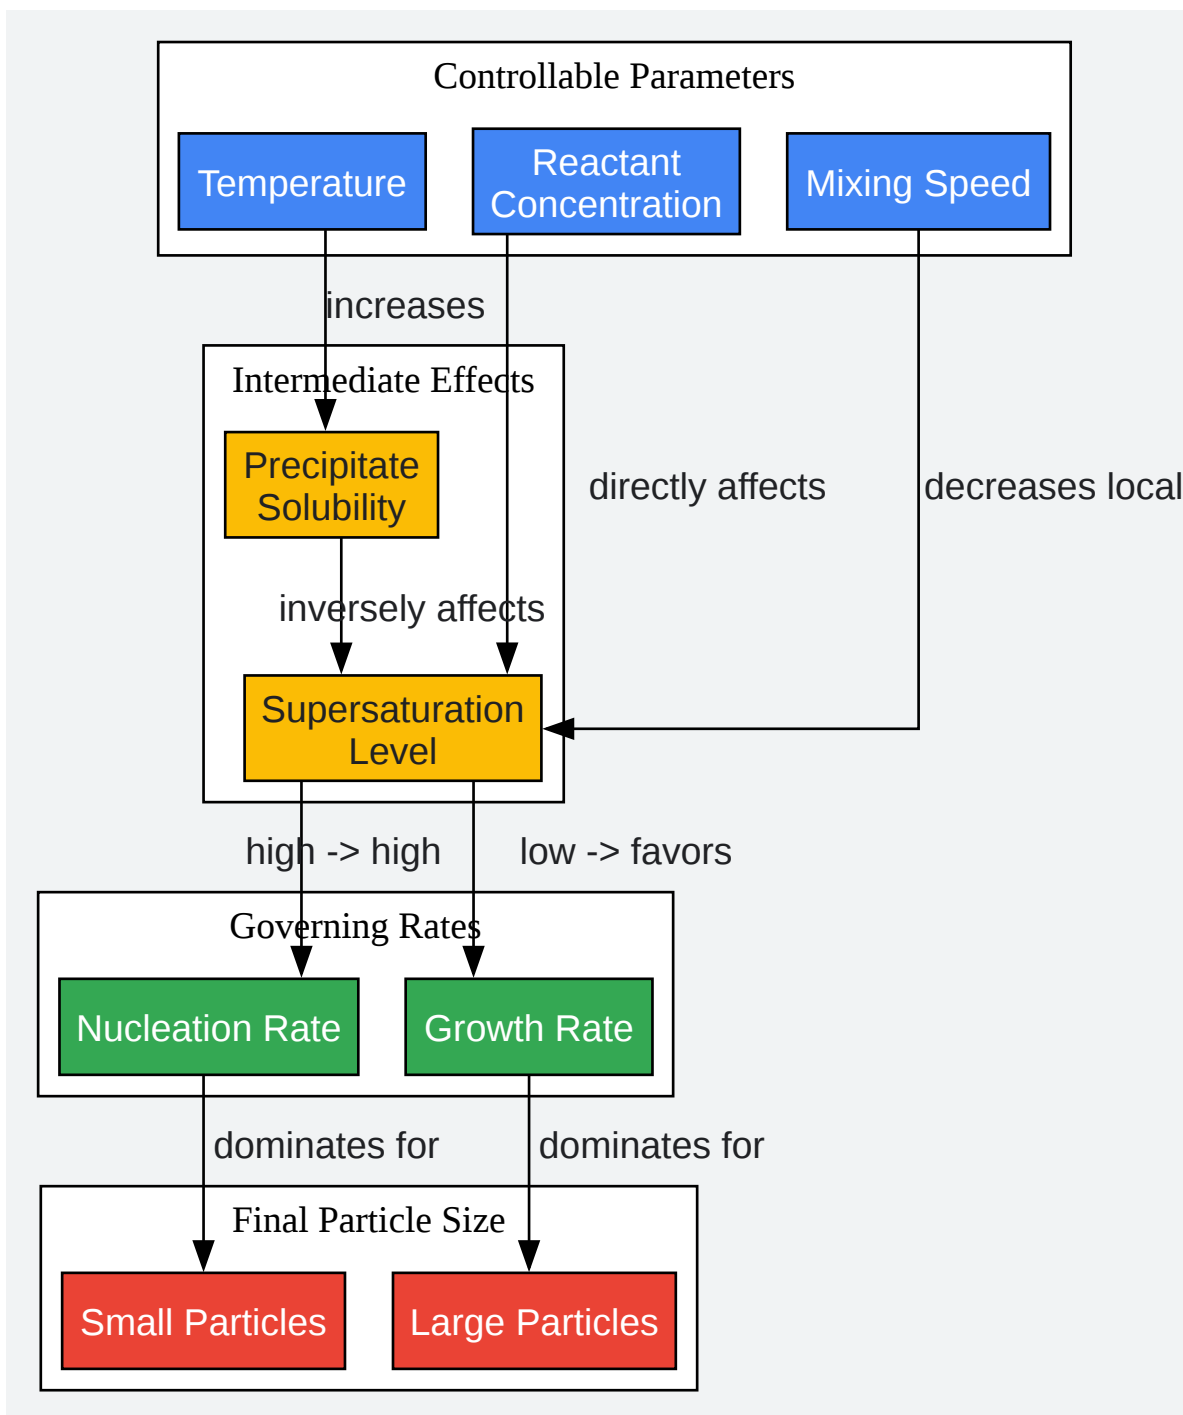 Controllable Parameters
Temperature
Reactant
Concentration
Mixing Speed
increases
Intermediate Effects
Precipitate
Solubility
directly affects
decreases local
inversely affects
Supersaturation
Level
high -> high
low -> favors
Governing Rates
Nucleation Rate
Growth Rate
dominates for
dominates for
Final Particle Size
Small Particles
Large Particles